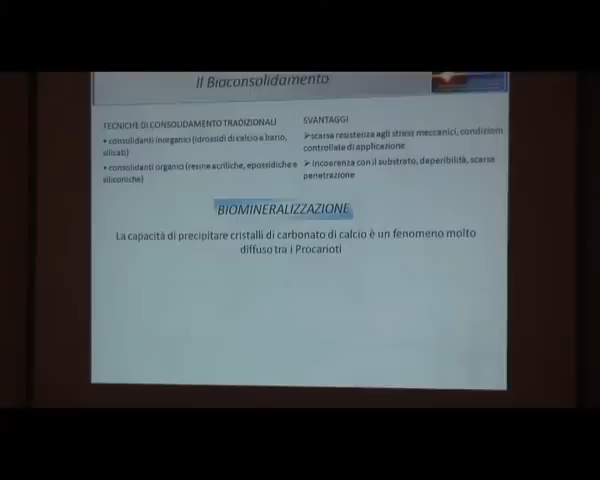 Il Bioconsolidamento
TECNICHE DI CONSOLIDAMENTO TRADIZIONALI
• consolidanti inorganici (idrossidi di calcio e bario,
silicati)
• consolidanti organici (resine acriliche, epossidiche e
siliconiche)
SVANTAGGI
➢scarsa resistenza agli stress meccanici, condizioni
controllate di applicazione
➢ incoerenza con il substrato, deperibilità, scarsa
penetrazione
BIOMINERALIZZAZIONE
La capacità di precipitare cristalli di carbonato di calcio è un fenomeno molto
diffuso tra i Procarioti